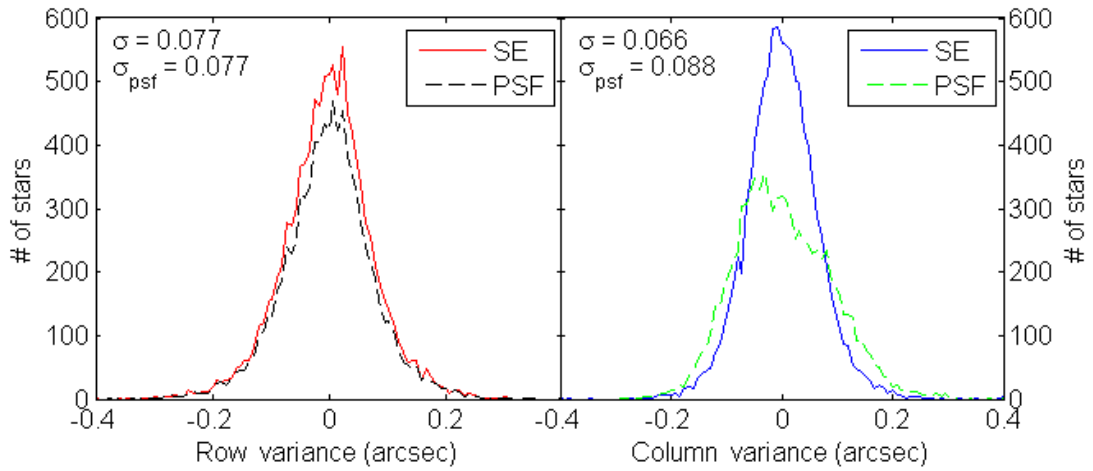 600
500
400
300
200
100
0
# of stars
σ = 0.077
σpsf = 0.077
SE
PSF
-0.4
-0.2
0
0.2
Row variance (arcsec)
σ = 0.066
σpsf = 0.088
SE
PSF
-0.4
-0.2
0
0.2
0.4
Column variance (arcsec)
600
500
400
300
200
100
0
# of stars